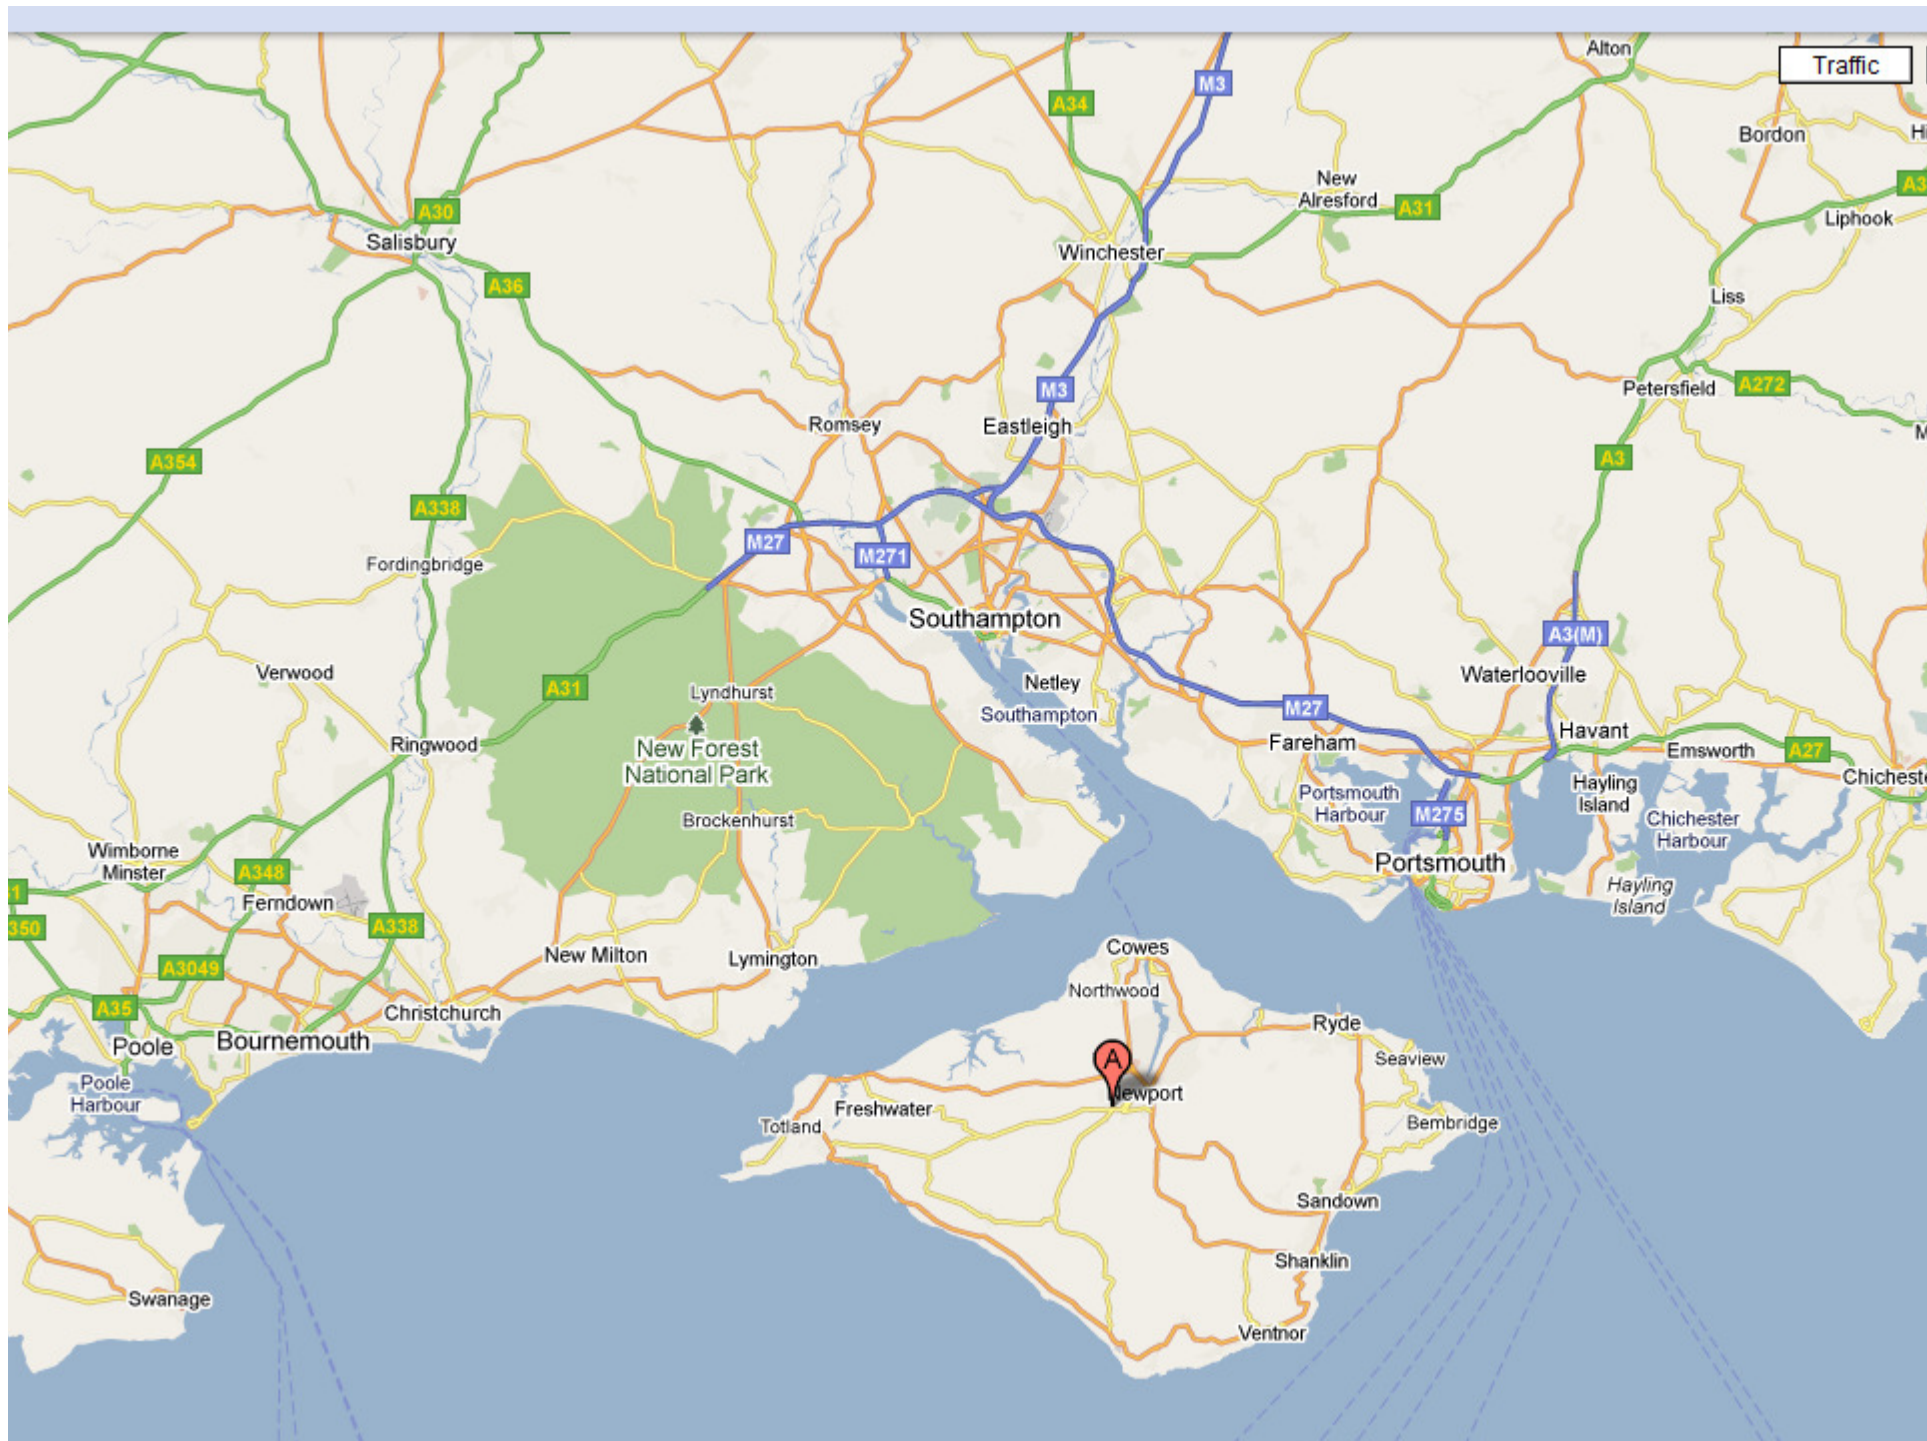 Alton
Traffic
M3
A34
Bordon
New
Alresford
A31
A30
Salisbury
Liphook
Winchester
A36
Liss
M3
Petersfield
A272
Romsey
Eastleigh
A354
A3
A338
M27
M271
Fordingbridge
Southampton
A3(M)
Verwood
Waterlooville
A31
Lyndhurst
Netley
Southampton
M27
Ringwood
New Forest
National Park
Fareham
Havant
Emsworth
A27
Chicheste
Portsmouth
Harbour
Hayling
Island
M275
Chichester
Harbour
Brockenhurst
Wimborne
Minster
A348
Portsmouth
Hayling
Island
Ferndown
350
A338
New Milton
Lymington
Cowes
A3049
Northwood
A35
Christchurch
Ryde
Poole
Bournemouth
Seaview
A
Poole
Harbour
Newport
Freshwater
Totland
Bembridge
Sandown
Shanklin
Swanage
Ventnor